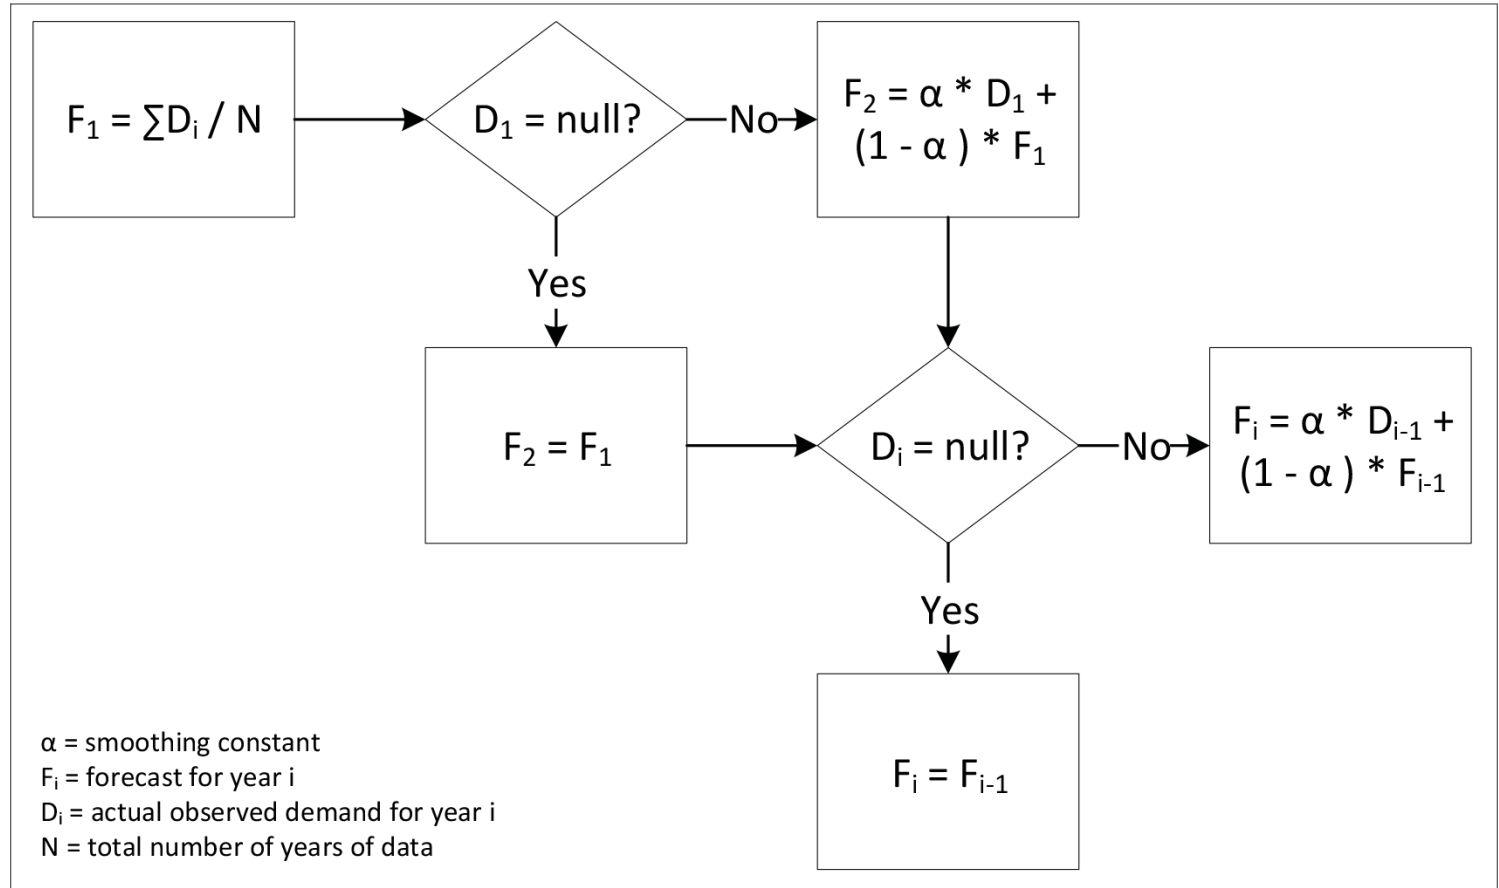 F₁ = ∑Dᵢ / N
D₁ = null?
No
F₂ = α * D₁ +
(1 - α ) * F₁
Yes
F₂ = F₁
Dᵢ = null?
No
Fᵢ = α * Dᵢ₋₁ +
(1 - α ) * Fᵢ₋₁
Yes
Fᵢ = Fᵢ₋₁
α = smoothing constant
Fᵢ = forecast for year i
Dᵢ = actual observed demand for year i
N = total number of years of data